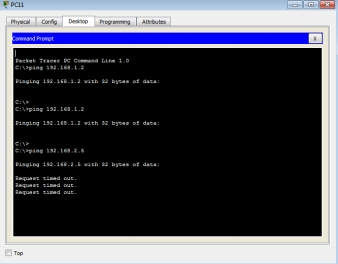 PC11
Physical Config Desktop Programming Attributes
Command Prompt X
Packet Tracer PC Command Line 1.0
C:\>ping 192.168.1.2
Pinging 192.168.1.2 with 32 bytes of data:
C:\>
C:\>ping 192.168.1.2
Pinging 192.168.1.2 with 32 bytes of data:
C:\>
C:\>ping 192.168.2.5
Pinging 192.168.2.5 with 32 bytes of data:
Request timed out.
Request timed out.
Request timed out.
Top